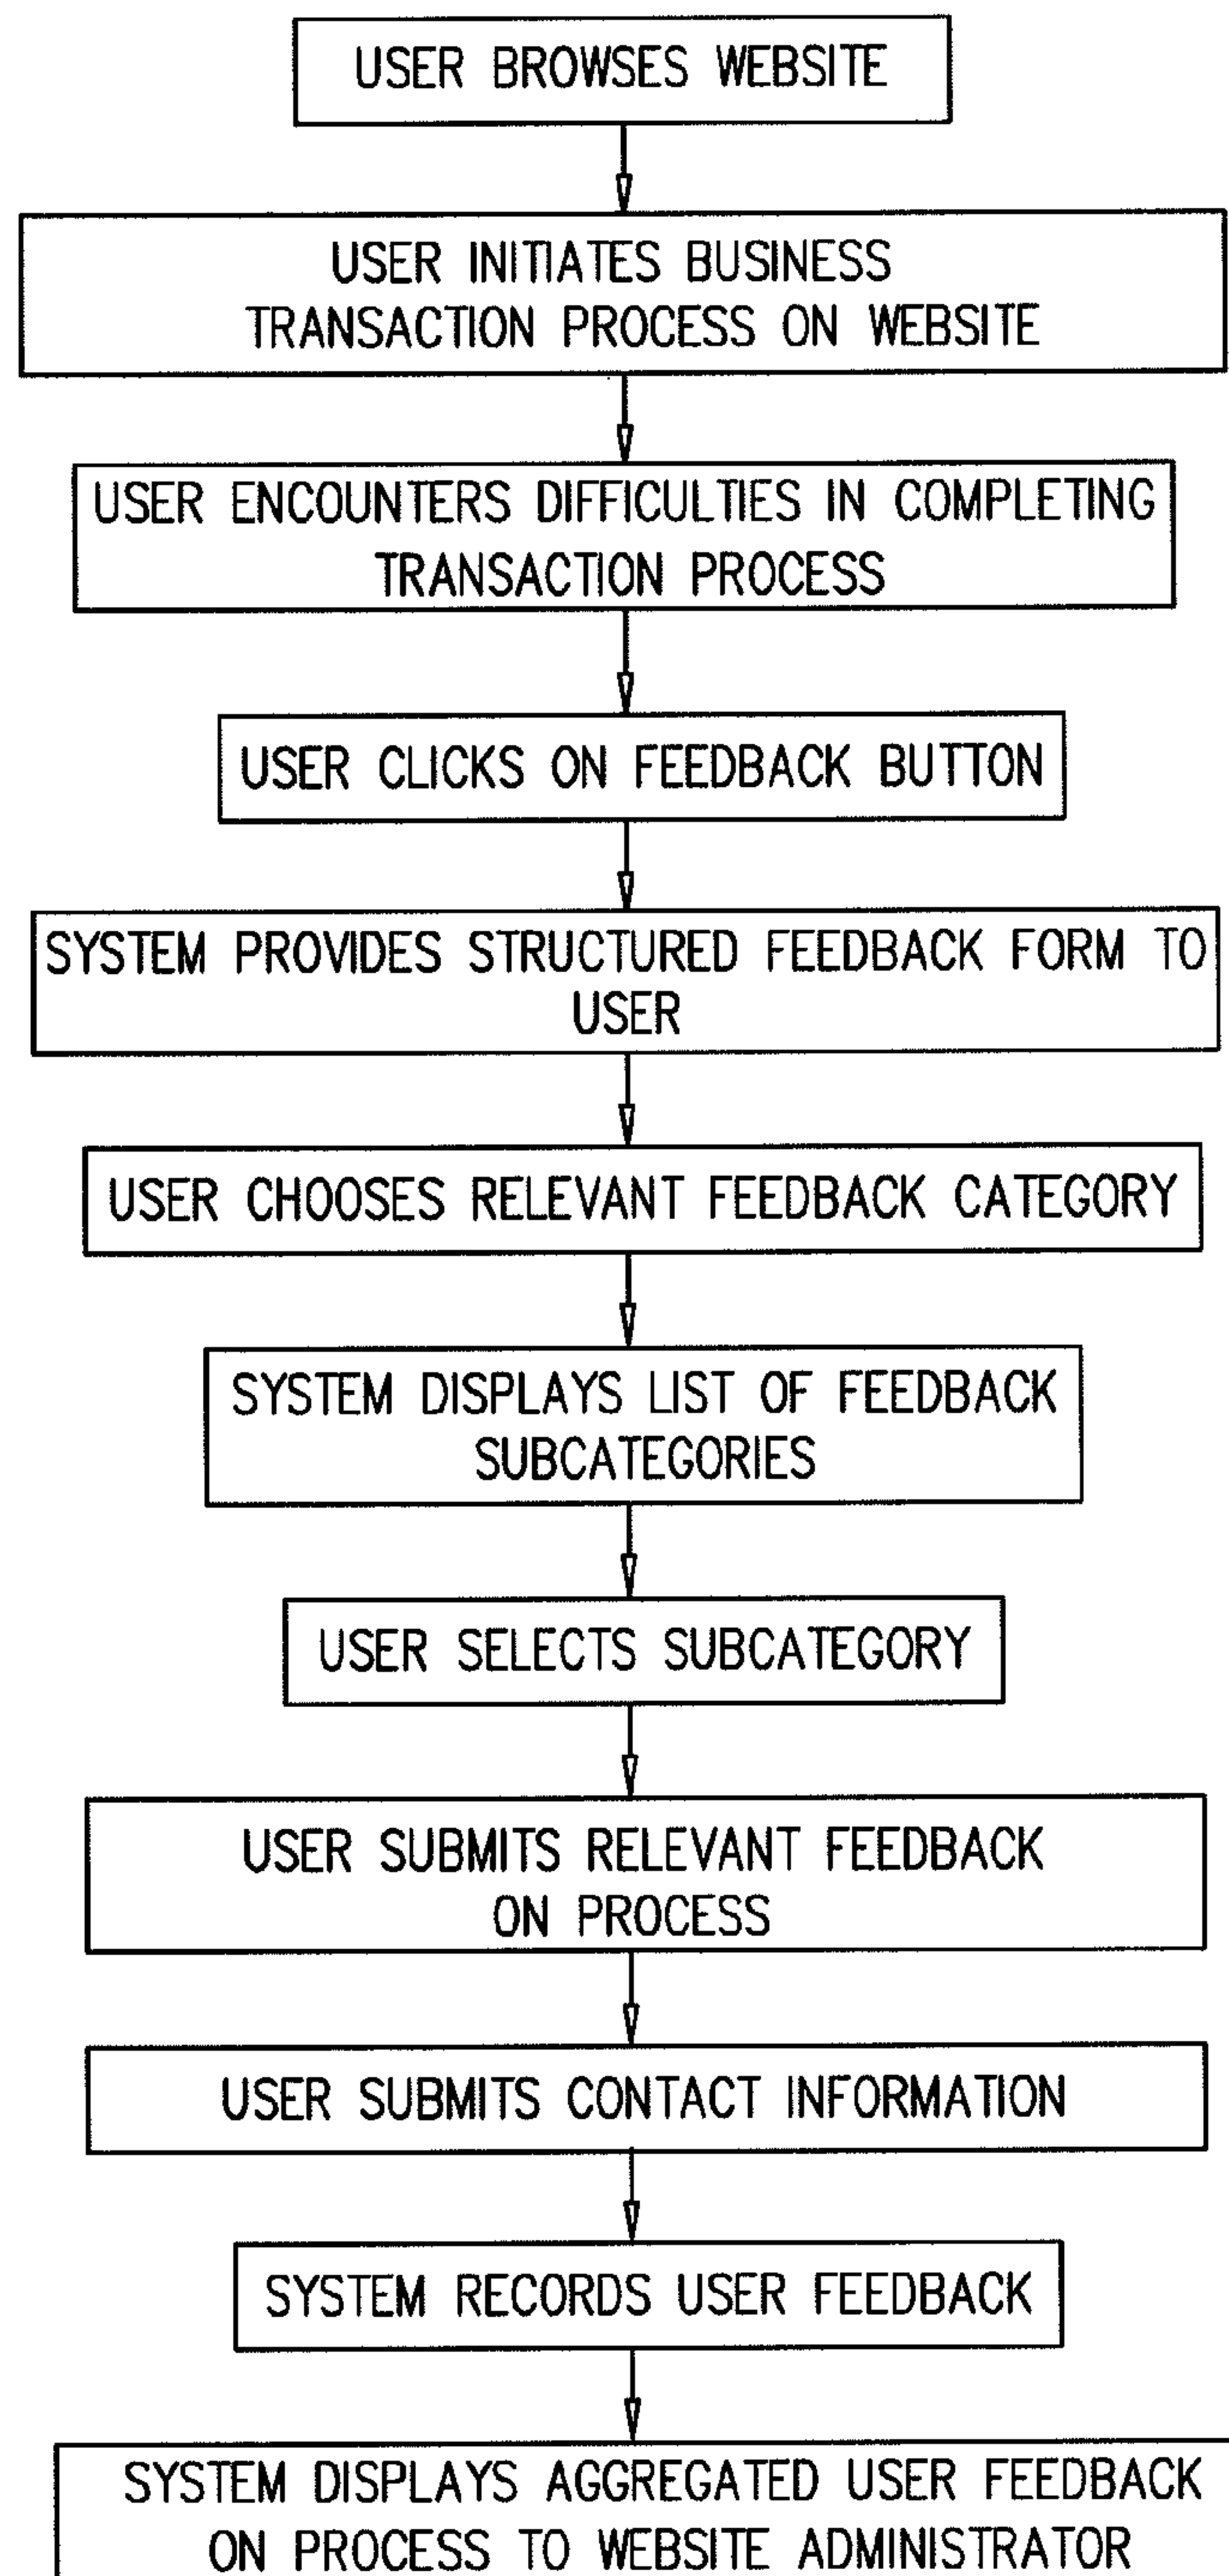 USER BROWSES WEBSITE
USER INITIATES BUSINESS
TRANSACTION PROCESS ON WEBSITE
USER ENCOUNTERS DIFFICULTIES IN COMPLETING
TRANSACTION PROCESS
USER CLICKS ON FEEDBACK BUTTON
SYSTEM PROVIDES STRUCTURED FEEDBACK FORM TO
USER
USER CHOOSES RELEVANT FEEDBACK CATEGORY
SYSTEM DISPLAYS LIST OF FEEDBACK
SUBCATEGORIES
USER SELECTS SUBCATEGORY
USER SUBMITS RELEVANT FEEDBACK
ON PROCESS
USER SUBMITS CONTACT INFORMATION
SYSTEM RECORDS USER FEEDBACK
SYSTEM DISPLAYS AGGREGATED USER FEEDBACK
ON PROCESS TO WEBSITE ADMINISTRATOR